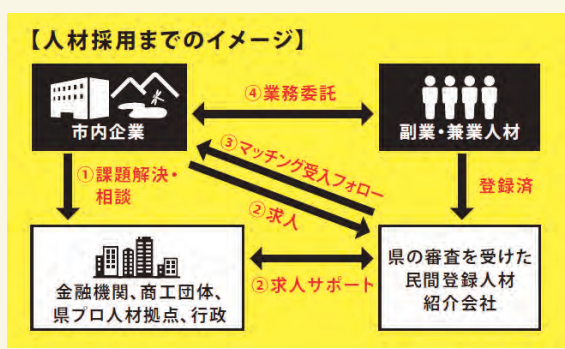 【人材採用までのイメージ】
市内企業
④業務委託
副業・兼業人材
①課題解決・
相談
③マッチング受入フォロー
②求人
登録済
金融機関、商工団体、
県プロ人材拠点、行政
②求人サポート
県の審査を受けた
民間登録人材
紹介会社